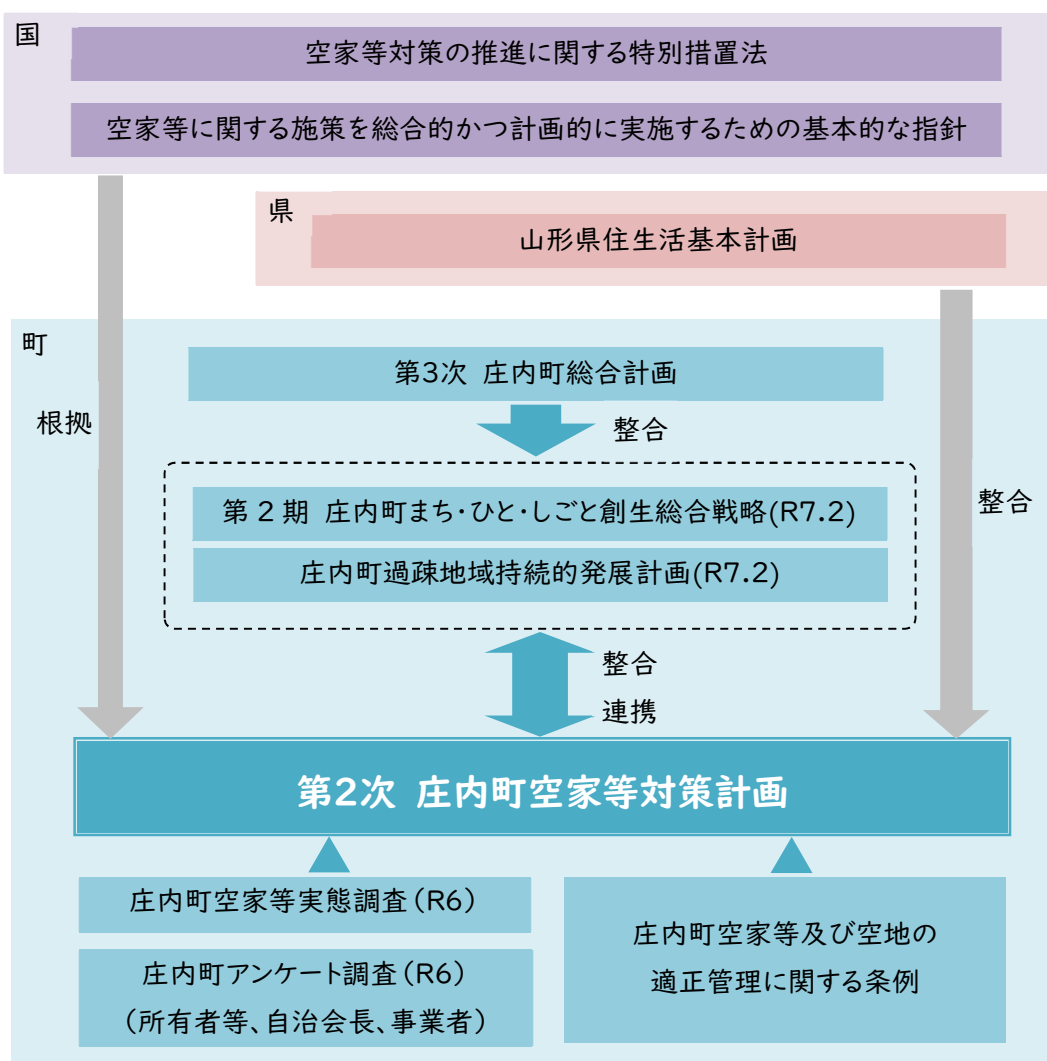 国
空家等対策の推進に関する特別措置法
空家等に関する施策を総合的かつ計画的に実施するための基本的な指針
県
山形県住生活基本計画
町
第3次 庄内町総合計画
根拠
整合
第2期 庄内町まち・ひと・しごと創生総合戦略(R7.2)
整合
庄内町過疎地域持続的発展計画(R7.2)
整合
連携
第2次 庄内町空家等対策計画
庄内町空家等実態調査(R6)
庄内町アンケート調査(R6)
(所有者等、自治会長、事業者)
庄内町空家等及び空地の
適正管理に関する条例